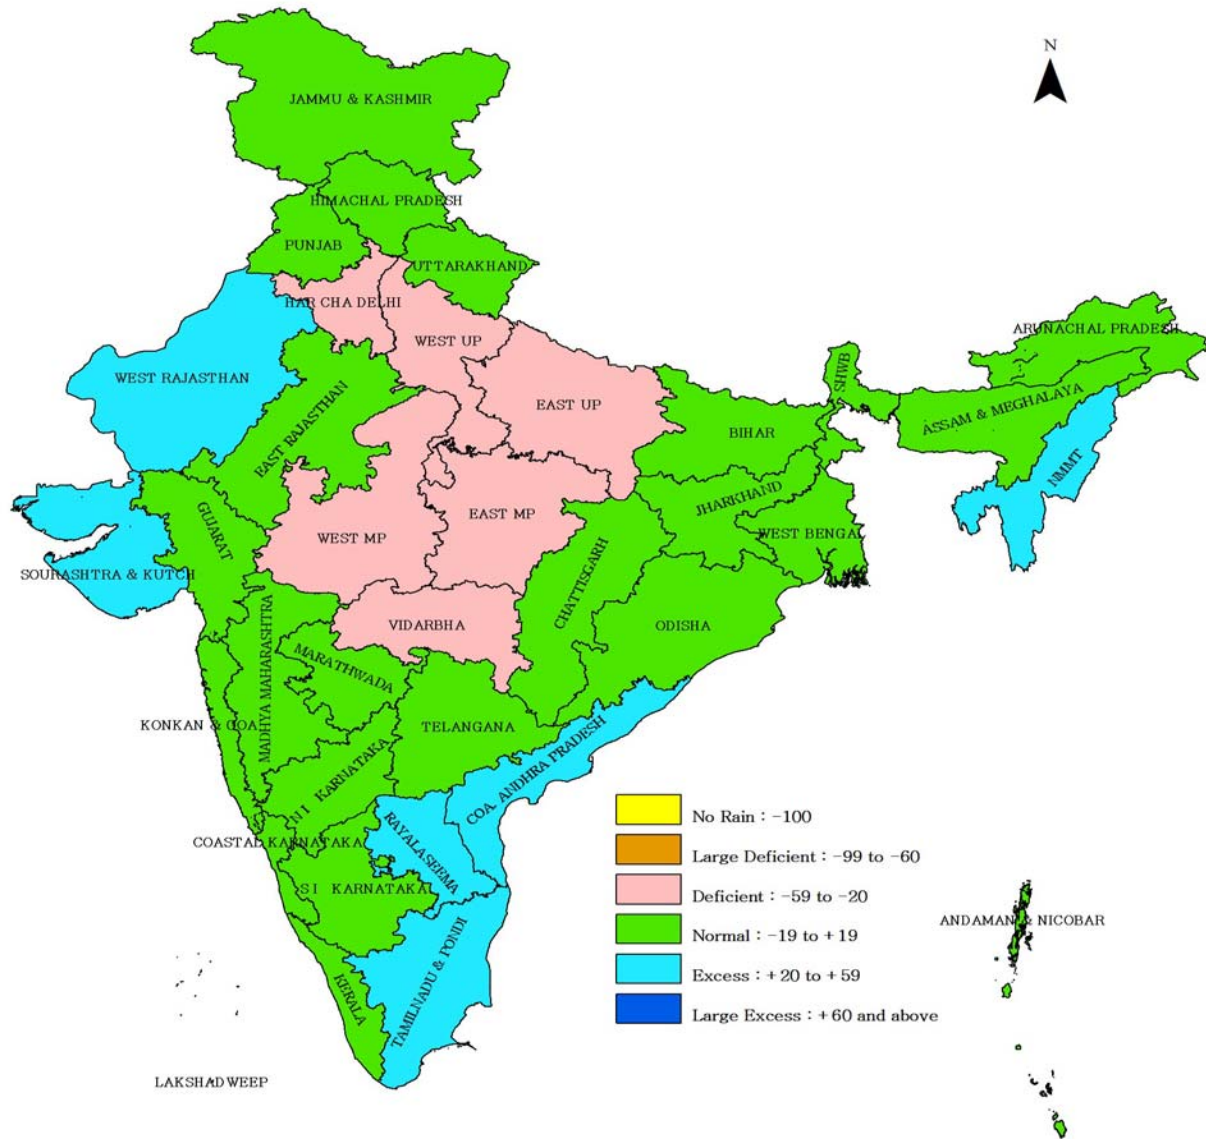 N
JAMMU & KASHMIR
HIMACHAL PRADESH
PUNJAB
UTTARAKHAND
HAR CHA DELHI
WEST UP
ARUNACHAL PRADESH
WEST RAJASTHAN
EAST RAJASTHAN
EAST UP
SHWB
ASSAM & MEGHALAYA
BIHAR
NMMT
GUJARAT
WEST MP
EAST MP
JHARKHAND
WEST BENGAL
SOURASHTRA & KUTCH
CHATTISGARH
VIDARBHA
ODISHA
MADHYA MAHARASHTRA
MARATHWADA
KONKAN & GOA
TELANGANA
N I KARNATAKA
COA. ANDHRA PRADESH
COASTAL KARNATAKA
RAYALASEEMA
S I KARNATAKA
KERALA
TAMILNADU & PONDI
LAKSHADWEEP
ANDAMAN & NICOBAR
No Rain : -100
Large Deficient : -99 to -60
Deficient : -59 to -20
Normal : -19 to +19
Excess : +20 to +59
Large Excess : +60 and above